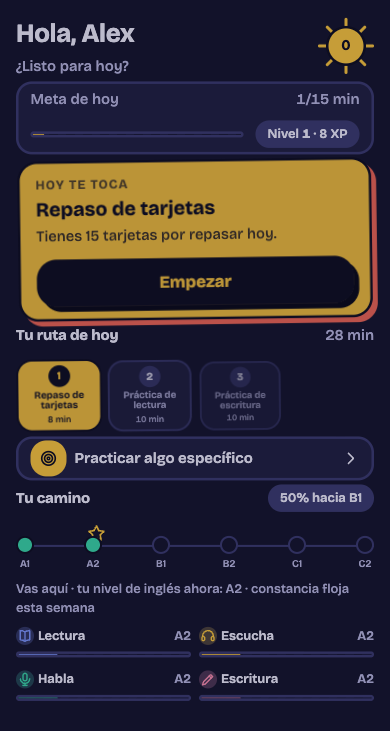 Hola, Alex
0
¿Listo para hoy?
Meta de hoy
1/15 min
Nivel 1 · 8 XP
HOY TE TOCA
Repaso de tarjetas
Tienes 15 tarjetas por repasar hoy.
Empezar
Tu ruta de hoy
28 min
1
Repaso de
tarjetas
8 min
2
Práctica de
lectura
10 min
3
Práctica de
escritura
10 min
Practicar algo específico
Tu camino
50% hacia B1
A1
A2
B1
B2
C1
C2
Vas aquí · tu nivel de inglés ahora: A2 · constancia floja
esta semana
Lectura
A2
Escucha
A2
Habla
A2
Escritura
A2